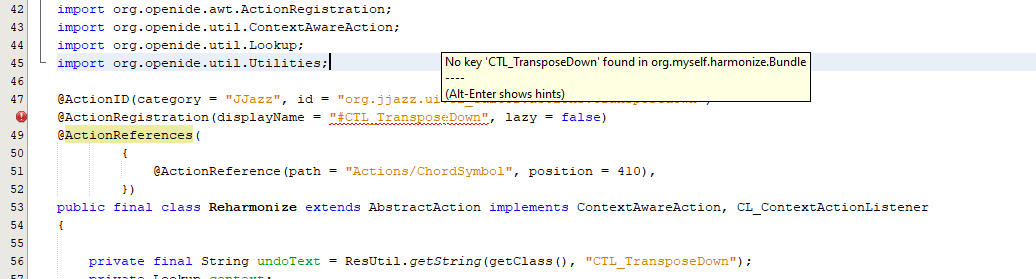 42 import org.openide.awt.ActionRegistration;
43 import org.openide.util.ContextAwareAction;
44 import org.openide.util.Lookup;
45 import org.openide.util.Utilities;
No key 'CTL_TransposeDown' found in org.myself.harmonize.Bundle
----
(Alt-Enter shows hints)
46
47 @ActionID(category = "JJazz", id = "org.jjazz.ui
@ActionRegistration(displayName = "#CTL_TransposeDown", lazy = false)
49 @ActionReferences(
50 {
51 @ActionReference(path = "Actions/ChordSymbol", position = 410),
52 })
53 public final class Reharmonize extends AbstractAction implements ContextAwareAction, CL_ContextActionListener
54 {
55
56 private final String undoText = ResUtil.getString(getClass(), "CTL_TransposeDown");
57 private Lookup context;